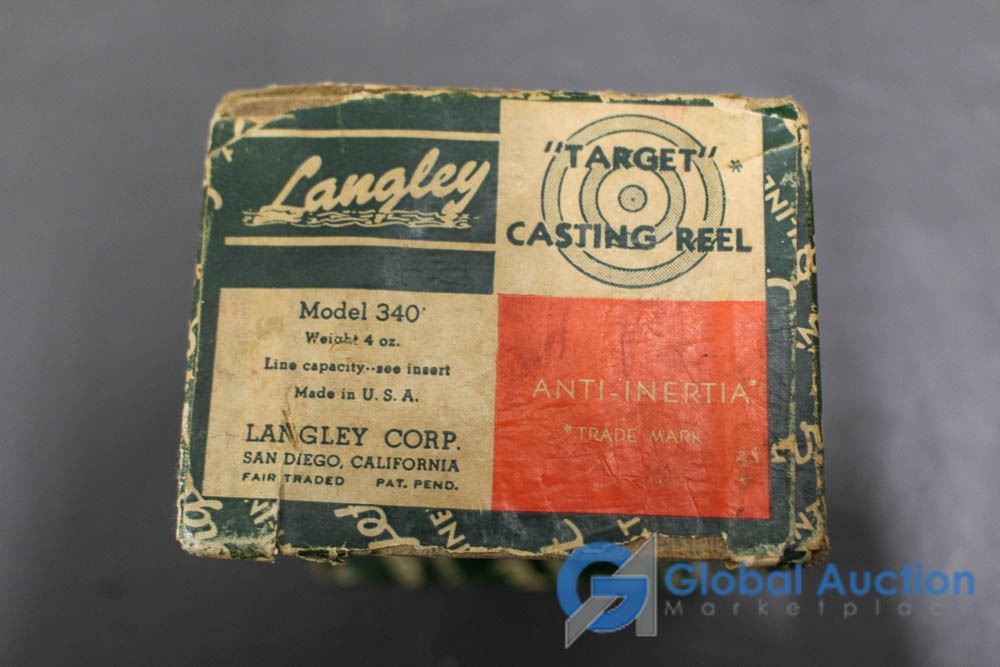 Langley
"TARGET" *
CASTING REEL
Model 340
Weight 4 oz.
Line capacity--see insert
Made in U. S. A.
LANGLEY CORP.
SAN DIEGO, CALIFORNIA
FAIR TRADED PAT. PEND.
ANTI-INERTIA*
*TRADE MARK
GA Global Auction
Marketplace